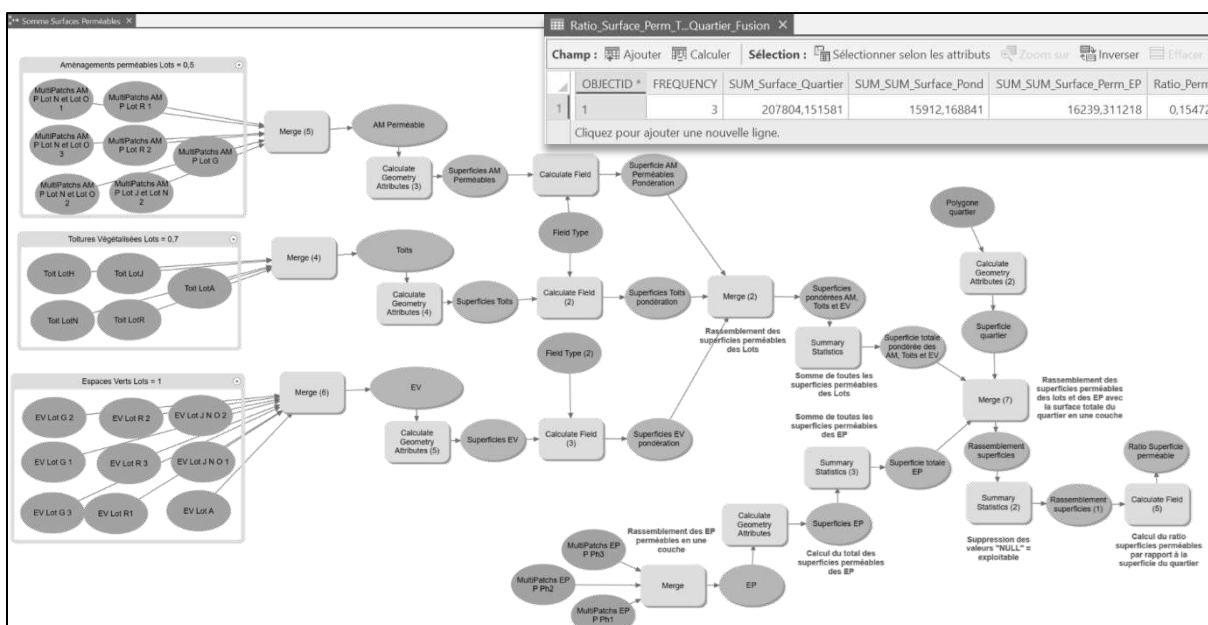 Somme Surfaces Perméables
Ratio_Surface_Perm_T...Quartier_Fusion
Champ :
Ajouter
Calculer
Sélection :
Sélectionner selon les attributs
Zoom sur
Inverser
Effacer
OBJECTID *
FREQUENCY
SUM_Surface_Quartier
SUM_SUM_Surface_Pond
SUM_SUM_Surface_Perm_EP
Ratio_Perm
1
1
3
207804,151581
15912,168841
16239,311218
0,15472
Cliquez pour ajouter une nouvelle ligne.
Aménagements perméables Lots = 0,5
MultiPatchs AM
P Lot N et Lot O
1
MultiPatchs AM
P Lot R 1
MultiPatchs AM
P Lot N et Lot O
3
MultiPatchs AM
P Lot R 2
MultiPatchs AM
P Lot G
MultiPatchs AM
P Lot N et Lot O
2
MultiPatchs AM
P Lot J et Lot N
2
Merge (5)
AM Perméable
Calculate
Geometry
Attributes (3)
Superficies AM
Perméables
Calculate Field
Superficie AM
Perméables
Pondération
Toitures Végétalisées Lots = 0,7
Toit LotH
Toit LotJ
Toit LotA
Toit LotN
Toit LotR
Merge (4)
Toits
Calculate
Geometry
Attributes (4)
Superficies Toits
Field Type
Calculate Field
(2)
Superficies Toits
pondération
Merge (2)
Rassemblement des
superficies perméables
des Lots
Superficies
pondérées AM,
Toits et EV
Summary
Statistics
Somme de toutes les
superficies perméables
des Lots
Superficie totale
pondérée des
AM, Toits et EV
Polygone
quartier
Calculate
Geometry
Attributes (2)
Superficie
quartier
Merge (7)
Rassemblement des
superficies perméables
des lots et des EP avec
la surface totale du
quartier en une couche
Espaces Verts Lots = 1
EV Lot G 2
EV Lot R 2
EV Lot J N O 2
EV Lot G 1
EV Lot R 3
EV Lot J N O 1
EV Lot G 3
EV Lot R1
EV Lot A
Merge (6)
EV
Calculate
Geometry
Attributes (5)
Superficies EV
Field Type (2)
Calculate Field
(3)
Superficies EV
pondération
Somme de toutes les
superficies perméables
des EP
Summary
Statistics (3)
Superficie totale
EP
Rassemblement
superficies
Summary
Statistics (2)
Suppression des
valeurs "NULL" =
exploitable
Rassemblement
superficies (1)
Ratio Superficie
perméable
Calculate Field
(5)
Calcul du ratio
superficies perméables
par rapport à la
superficie du quartier
Rassemblement des EP
perméables en une
couche
MultiPatchs EP
P Ph3
MultiPatchs EP
P Ph2
MultiPatchs EP
P Ph1
Merge
EP
Calculate
Geometry
Attributes
Superficies EP
Calcul du total des
superficies perméables
des EP